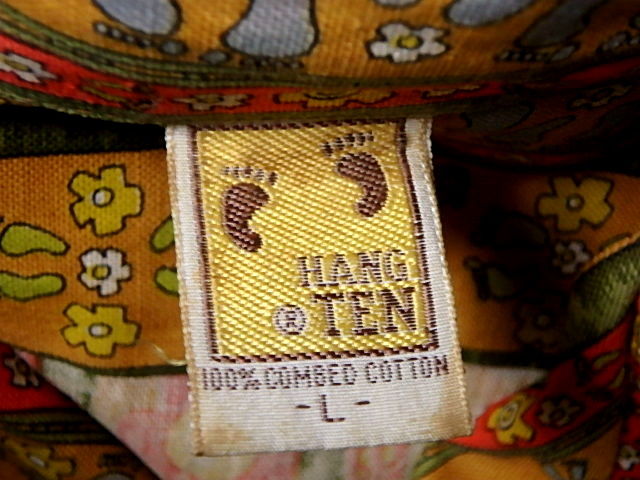 HANG
® TEN
100% COMBED COTTON
-L-